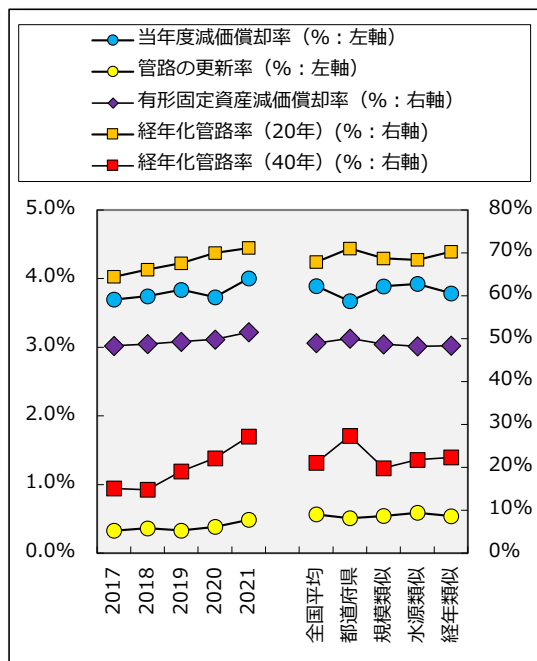 当年度減価償却率（%：左軸）
管路の更新率（%：左軸）
有形固定資産減価償却率（%：右軸）
経年化管路率（20年）(%：右軸)
経年化管路率（40年）(%：右軸)
5.0%
4.0%
3.0%
2.0%
1.0%
0.0%
80%
70%
60%
50%
40%
30%
20%
10%
0%
2017
2018
2019
2020
2021
全国平均
都道府県
規模類似
水源類似
経年類似